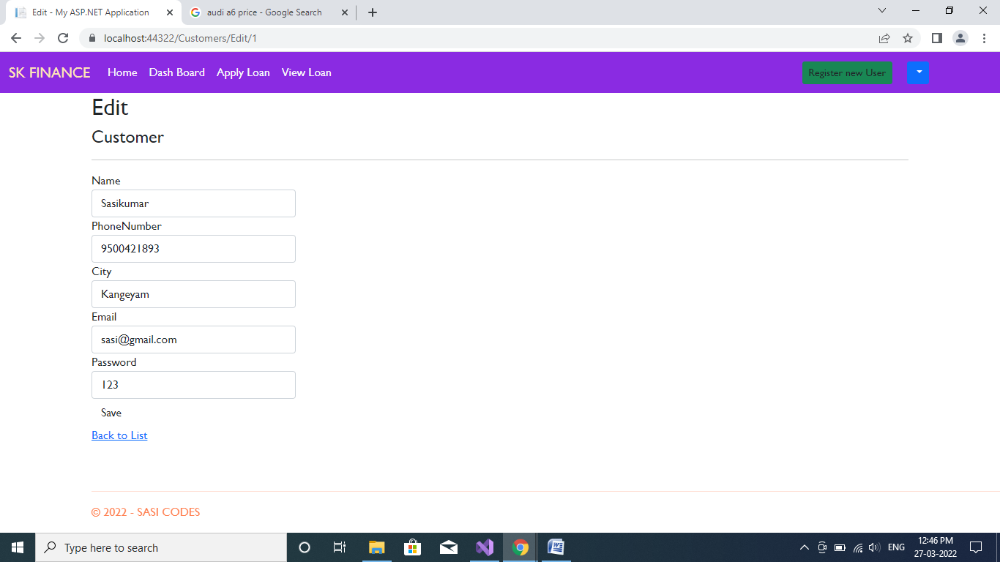 Edit - My ASP.NET Application
audi a6 price - Google Search
localhost:44322/Customers/Edit/1
SK FINANCE Home Dash Board Apply Loan View Loan Register new User
Edit
Customer
Name
Sasikumar
PhoneNumber
9500421893
City
Kangeyam
Email
sasi@gmail.com
Password
123
Save
Back to List
© 2022 - SASI CODES
Type here to search
ENG
12:46 PM
27-03-2022